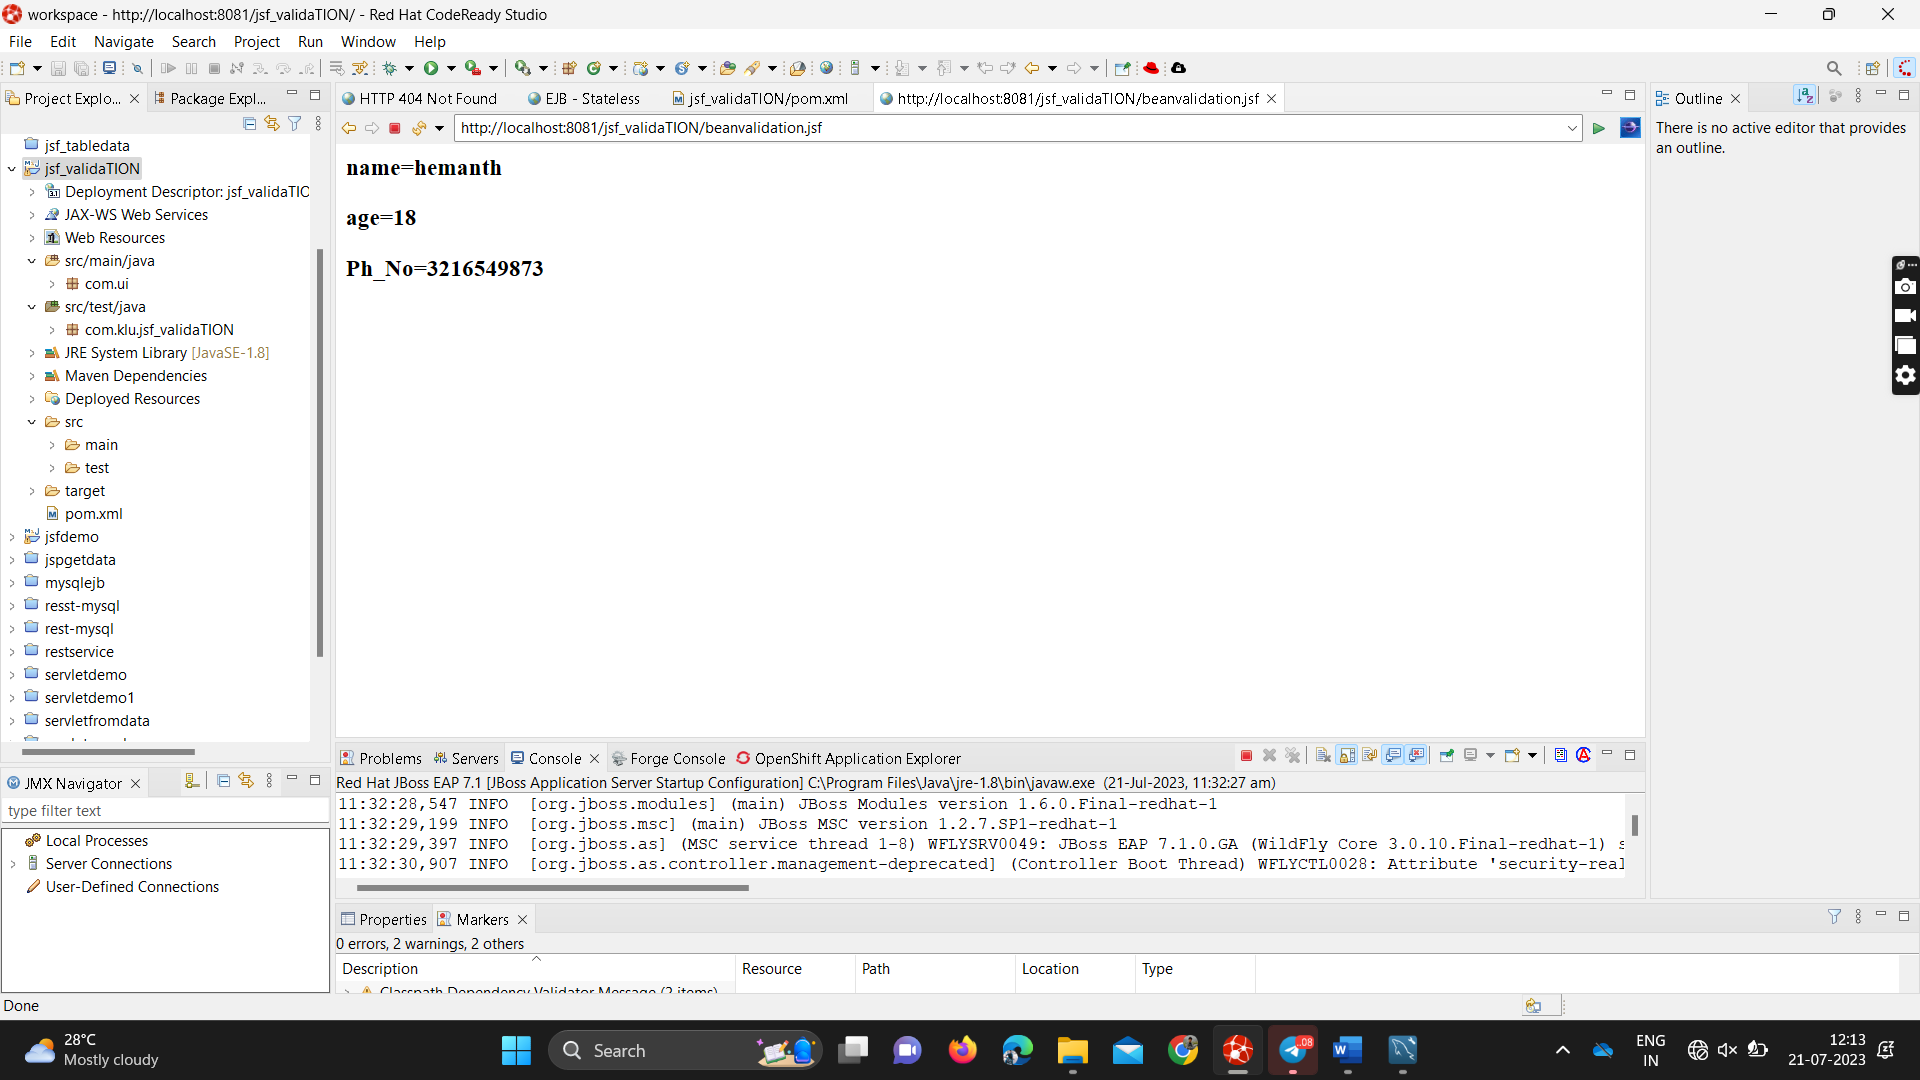 workspace - http://localhost:8081/jsf_validaTION/ - Red Hat CodeReady Studio
File Edit Navigate Search Project Run Window Help
Project Explo... Package Expl...
jsf_tabledata
jsf_validaTION
Deployment Descriptor: jsf_validaTIO
JAX-WS Web Services
Web Resources
src/main/java
com.ui
src/test/java
com.klu.jsf_validaTION
JRE System Library [JavaSE-1.8]
Maven Dependencies
Deployed Resources
src
main
test
target
pom.xml
jsfdemo
jspgetdata
mysqlejb
resst-mysql
rest-mysql
restservice
servletdemo
servletdemo1
servletfromdata
HTTP 404 Not Found EJB - Stateless jsf_validaTION/pom.xml http://localhost:8081/jsf_validaTION/beanvalidation.jsf
http://localhost:8081/jsf_validaTION/beanvalidation.jsf
name=hemanth
age=18
Ph_No=3216549873
Outline
There is no active editor that provides
an outline.
JMX Navigator
type filter text
Local Processes
Server Connections
User-Defined Connections
Problems Servers Console Forge Console OpenShift Application Explorer
Red Hat JBoss EAP 7.1 [JBoss Application Server Startup Configuration] C:\Program Files\Java\jre-1.8\bin\javaw.exe (21-Jul-2023, 11:32:27 am)
11:32:28,547 INFO [org.jboss.modules] (main) JBoss Modules version 1.6.0.Final-redhat-1
11:32:29,199 INFO [org.jboss.msc] (main) JBoss MSC version 1.2.7.SP1-redhat-1
11:32:29,397 INFO [org.jboss.as] (MSC service thread 1-8) WFLYSRV0049: JBoss EAP 7.1.0.GA (WildFly Core 3.0.10.Final-redhat-1) s
11:32:30,907 INFO [org.jboss.as.controller.management-deprecated] (Controller Boot Thread) WFLYCTL0028: Attribute 'security-real
Properties Markers
0 errors, 2 warnings, 2 others
Description Resource Path Location Type
Classpath Dependency Validator Message (2 items)
Done
28°C
Mostly cloudy
Search
.08
ENG
IN
12:13
21-07-2023